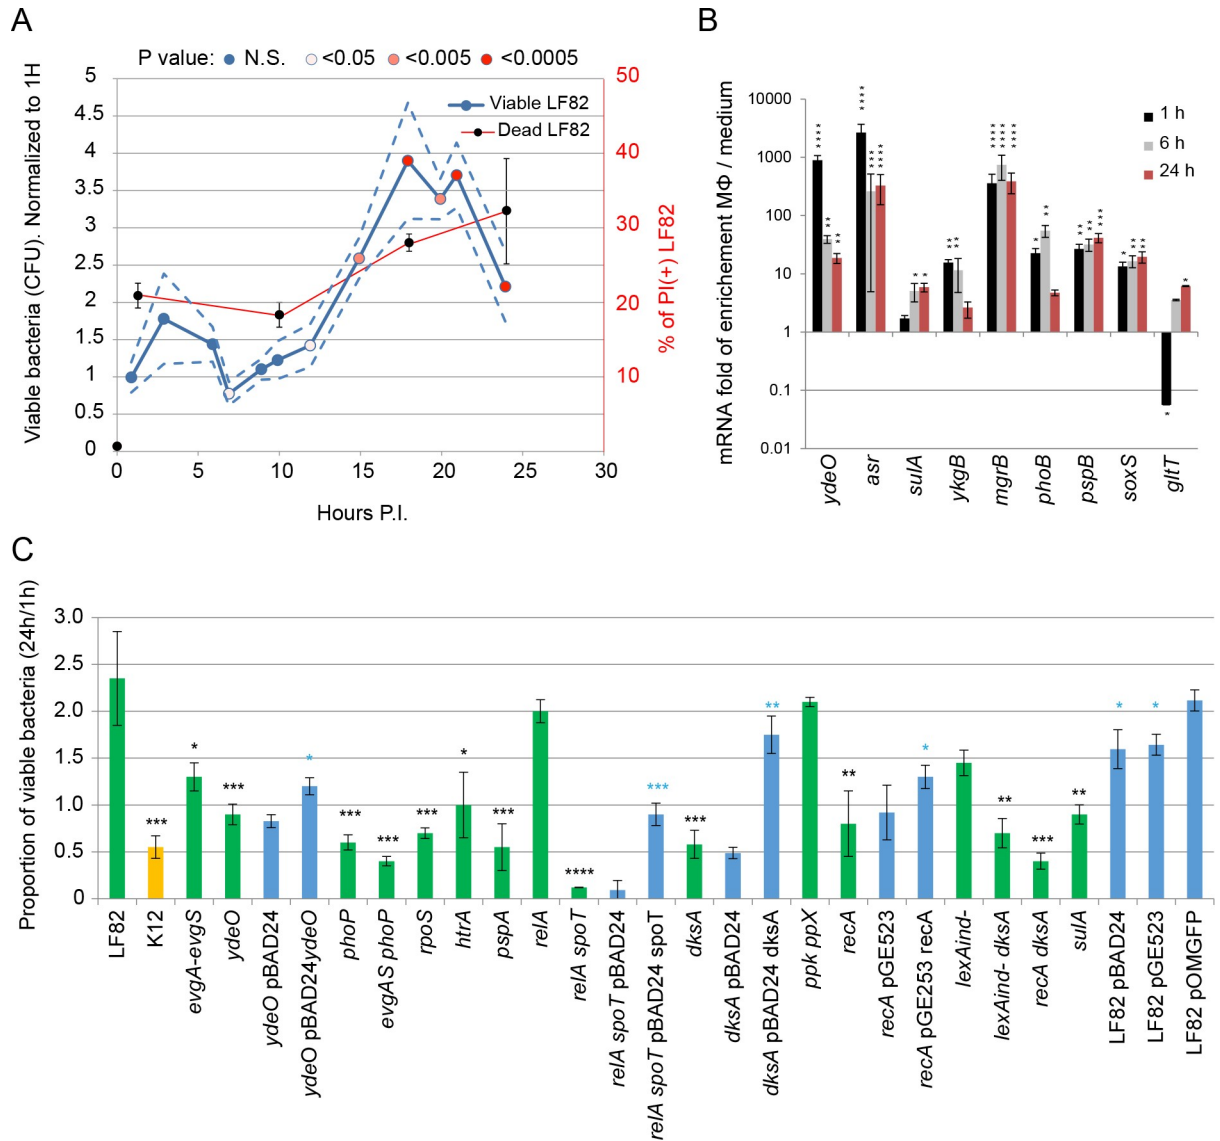 A
P value: N.S. <0.05 <0.005 <0.0005
Viable bacteria (CFU). Normalized to 1H
5
4.5
4
3.5
3
2.5
2
1.5
1
0.5
0
Viable LF82
Dead LF82
50
40
30
20
10
% of PI(+) LF82
0 5 10 15 20 25 30
Hours P.I.
B
mRNA fold of enrichement MΦ / medium
10000
1000
100
10
1
0.1
0.01
1 h
6 h
24 h
**** ** ** **** **** **** * * ** ** **** **** **** * ** ** ** *** * ** ** * *
ydeO asr sulA ykgB mgrB phoB pspB soxS gltT
C
Proportion of viable bacteria (24h/1h)
3.0
2.5
2.0
1.5
1.0
0.5
0
*** * *** * *** *** *** * *** **** *** *** ** ** * ** *** ** * *
LF82
K12
evgA-evgS
ydeO
ydeO pBAD24
ydeO pBAD24ydeO
phoP
evgAS phoP
rpoS
htrA
pspA
relA
relA spoT
relA spoT pBAD24
relA spoT pBAD24 spoT
dksA
dksA pBAD24
dksA pBAD24 dksA
ppk ppX
recA
recA pGE523
recA pGE253 recA
lexAind-
lexAind- dksA
recA dksA
sulA
LF82 pBAD24
LF82 pGE523
LF82 pOMGFP